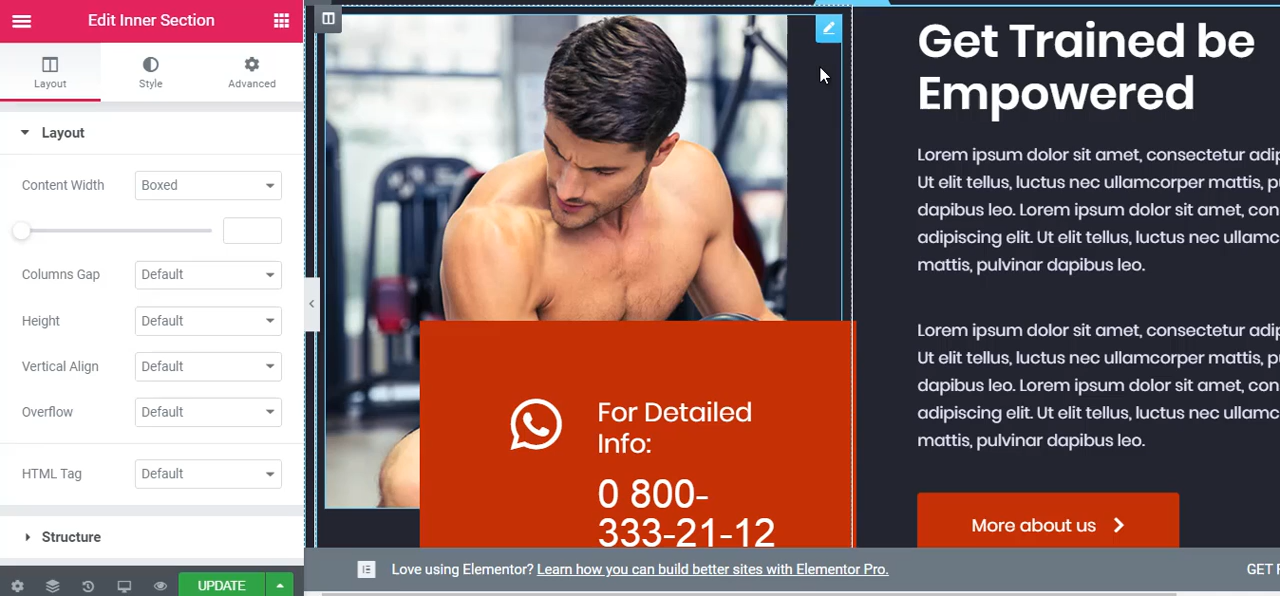 Edit Inner Section
Layout
Style
Advanced
Layout
Content Width
Boxed
Columns Gap
Default
Height
Default
Vertical Align
Default
Overflow
Default
HTML Tag
Default
Structure
UPDATE
Get Trained be
Empowered
Lorem ipsum dolor sit amet, consectetur adip
Ut elit tellus, luctus nec ullamcorper mattis, p
dapibus leo. Lorem ipsum dolor sit amet, con
adipiscing elit. Ut elit tellus, luctus nec ullamc
mattis, pulvinar dapibus leo.
Lorem ipsum dolor sit amet, consectetur adip
Ut elit tellus, luctus nec ullamcorper mattis, p
dapibus leo. Lorem ipsum dolor sit amet, con
adipiscing elit. Ut elit tellus, luctus nec ullamc
mattis, pulvinar dapibus leo.
More about us
For Detailed
Info:
0 800-
333-21-12
Love using Elementor? Learn how you can build better sites with Elementor Pro.
GET